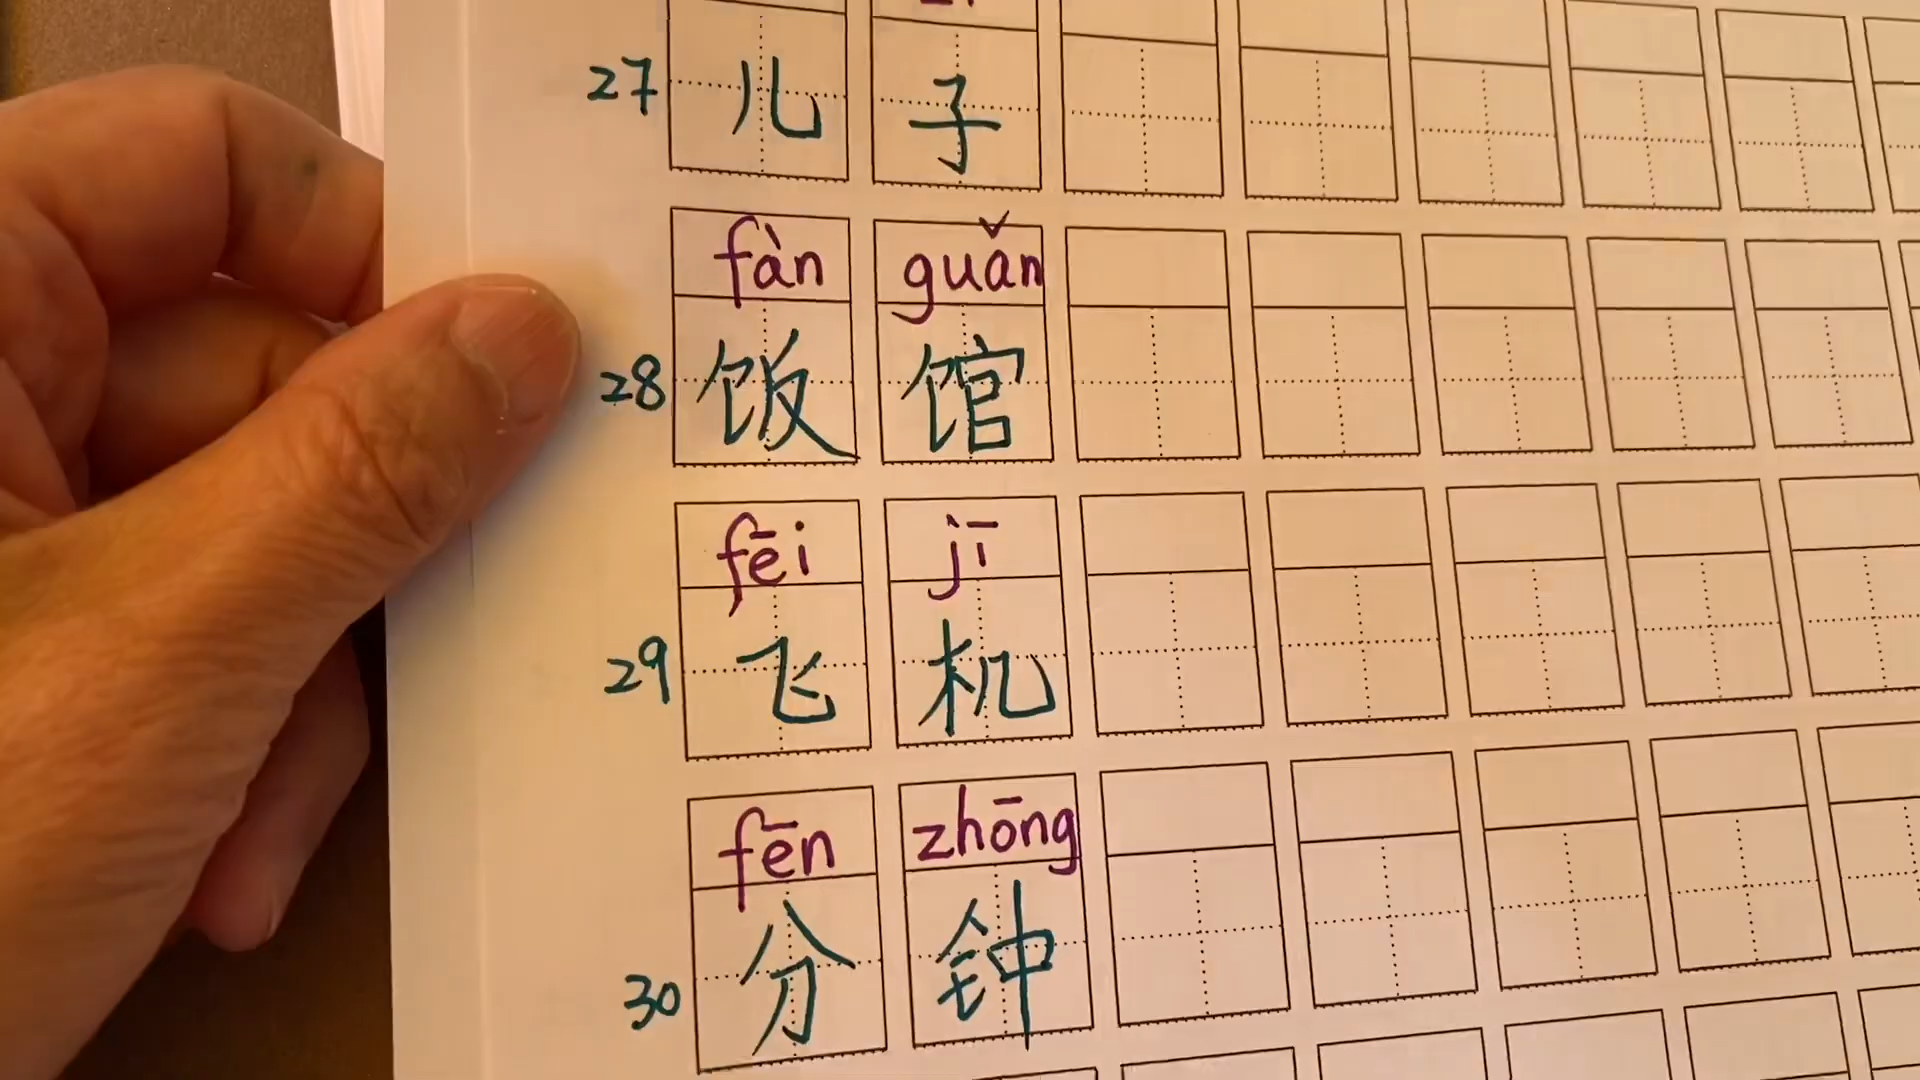 27 儿 子
fàn guǎn
28 饭 馆
fēi jī
29 飞 机
fēn zhōng
30 分 钟